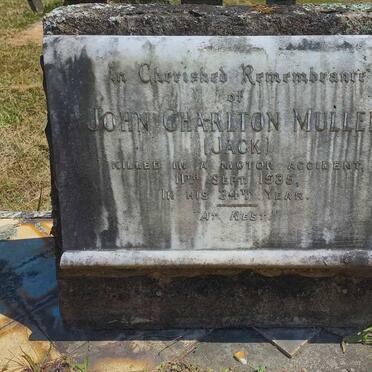 In Cherished Remembrance
of
JOHN CHARLTON MULLE
(JACK)
KILLED IN A MOTOR ACCIDENT,
11TH SEPT. 1935,
IN HIS 34TH YEAR.
"AT REST."